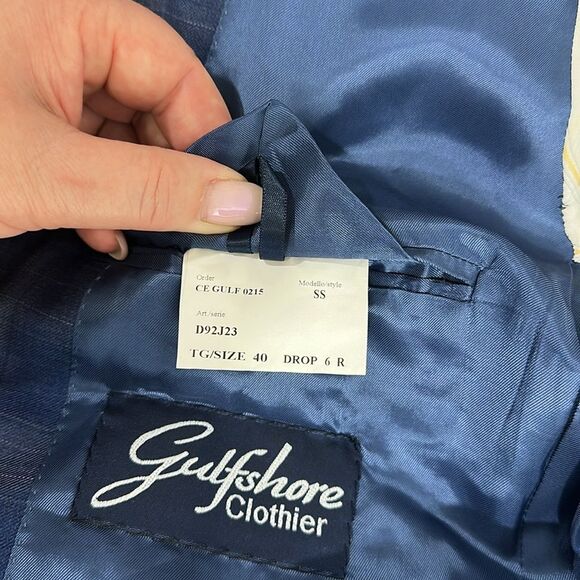 Order
Modello/style
CE GULF 0215
SS
Art./serie
D92J23
TG/SIZE 40 DROP 6 R
Gulfshore
Clothier